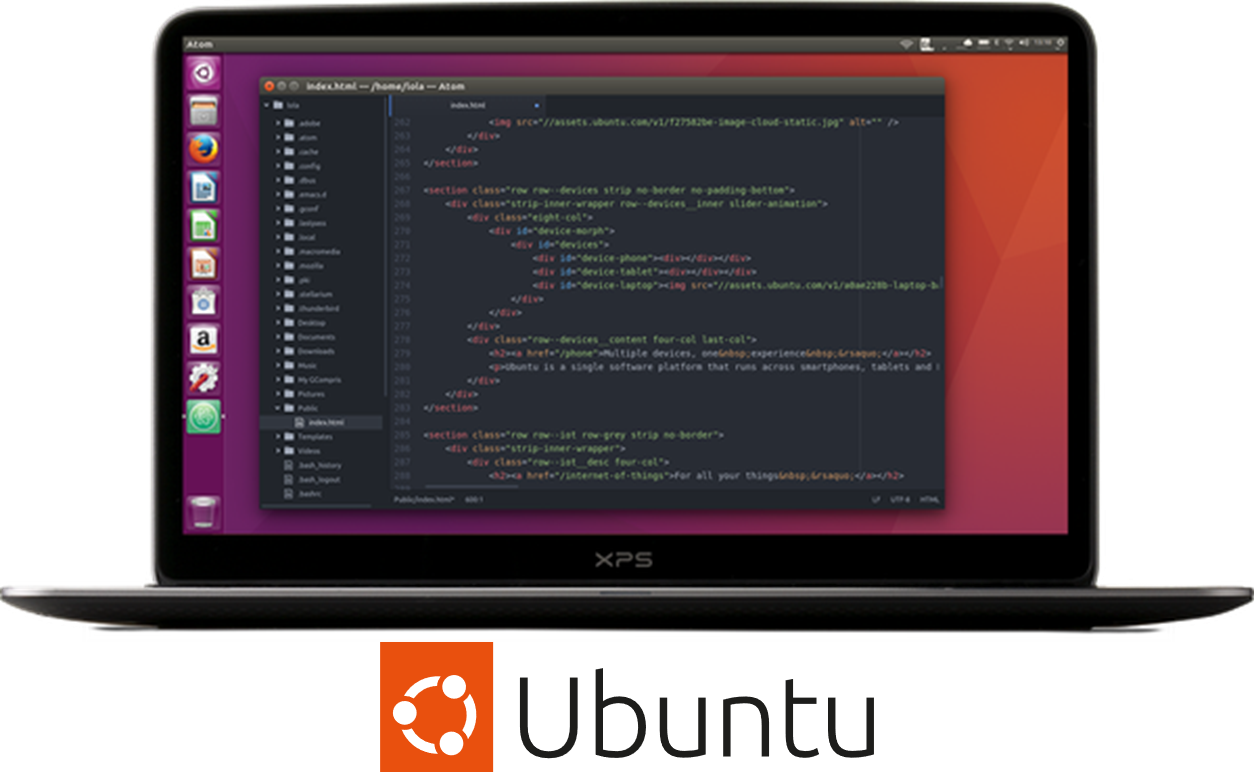 Atom
index.html — /home/lola — Atom
lola
.adobe
.atom
.cache
.config
.dbus
.emacs.d
.gconf
.lastpass
.local
.macromedia
.mozilla
.pki
.stellarium
.thunderbird
Desktop
Documents
Downloads
Music
My GCompris
Pictures
Public
index.html
Templates
Videos
.bash_history
.bash_logout
.bashrc
index.html
262 <img src="//assets.ubuntu.com/v1/f27582be-image-cloud-static.jpg" alt="" />
263 </div>
264 </div>
265 </section>
266
267 <section class="row row--devices strip no-border no-padding-bottom">
268 <div class="strip-inner-wrapper row--devices__inner slider-animation">
269 <div class="eight-col">
270 <div id="device-morph">
271 <div id="devices">
272 <div id="device-phone"><div></div></div>
273 <div id="device-tablet"><div></div></div>
274 <div id="device-laptop"><img src="//assets.ubuntu.com/v1/a0ae228b-laptop-b
275 </div>
276 </div>
277 </div>
278 <div class="row--devices__content four-col last-col">
279 <h2><a href="/phone">Multiple devices, one&nbsp;experience&nbsp;&rsaquo;</a></h2>
280 <p>Ubuntu is a single software platform that runs across smartphones, tablets and
281 </div>
282 </div>
283 </section>
284
285 <section class="row row--iot row-grey strip no-border">
286 <div class="strip-inner-wrapper">
287 <div class="row--iot__desc four-col">
288 <h2><a href="/internet-of-things">For all your things&nbsp;&rsaquo;</a></h2>
Public/index.html* 600:1 LF UTF-8 HTML
XPS
Ubuntu